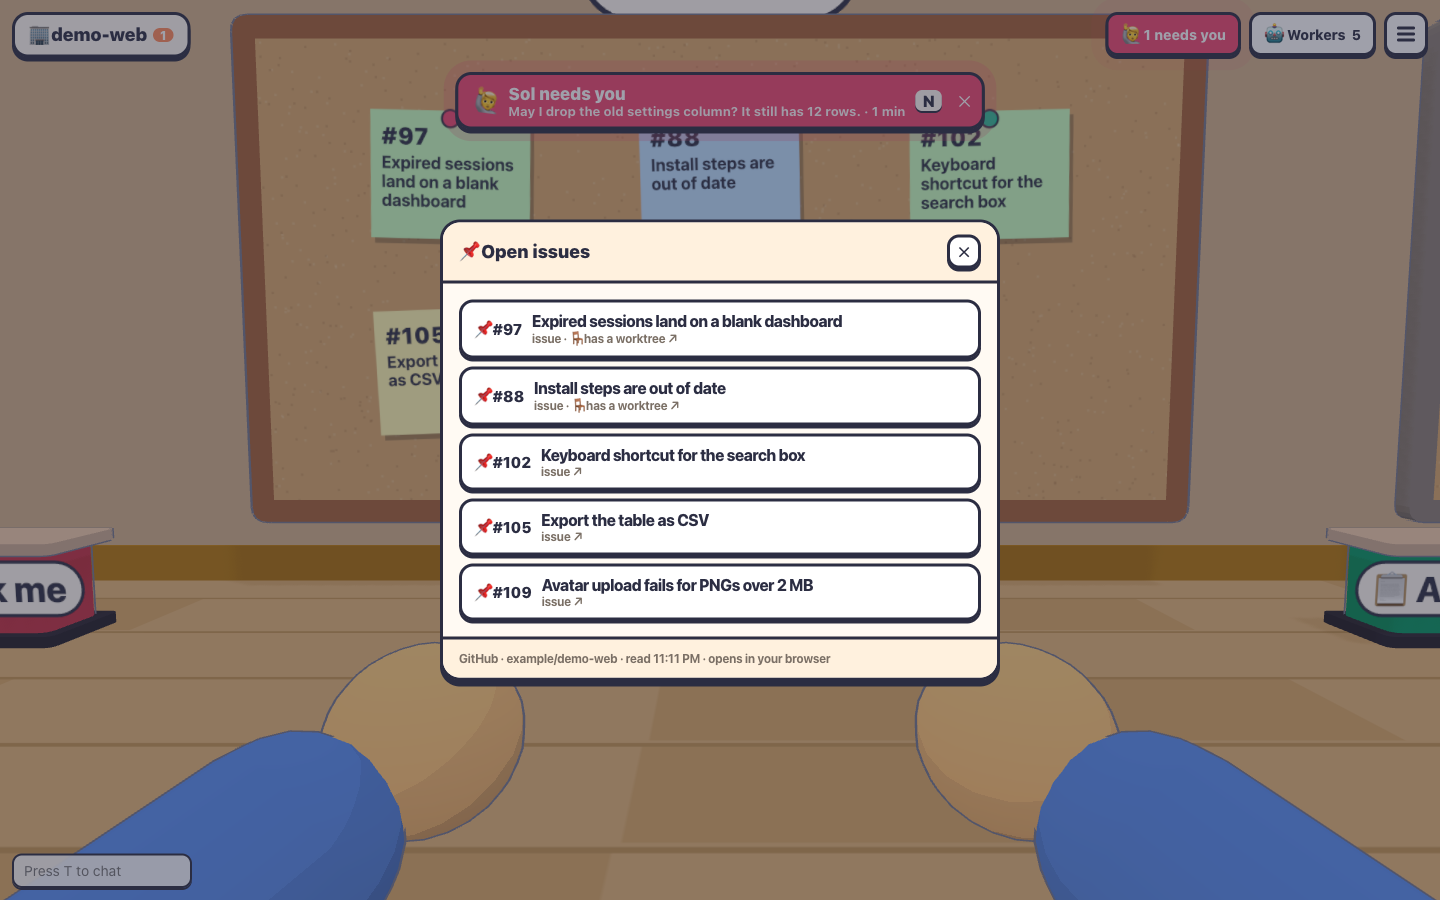 demo-web 1
1 needs you
Workers 5
Sol needs you
May I drop the old settings column? It still has 12 rows. · 1 min
N
#97
Expired sessions
land on a blank
dashboard
#88
Install steps are
out of date
#102
Keyboard
shortcut for the
search box
#105
Export
as CSV
Open issues
#97 Expired sessions land on a blank dashboard
issue · has a worktree ↗
#88 Install steps are out of date
issue · has a worktree ↗
#102 Keyboard shortcut for the search box
issue ↗
#105 Export the table as CSV
issue ↗
#109 Avatar upload fails for PNGs over 2 MB
issue ↗
GitHub · example/demo-web · read 11:11 PM · opens in your browser
k me
A
Press T to chat